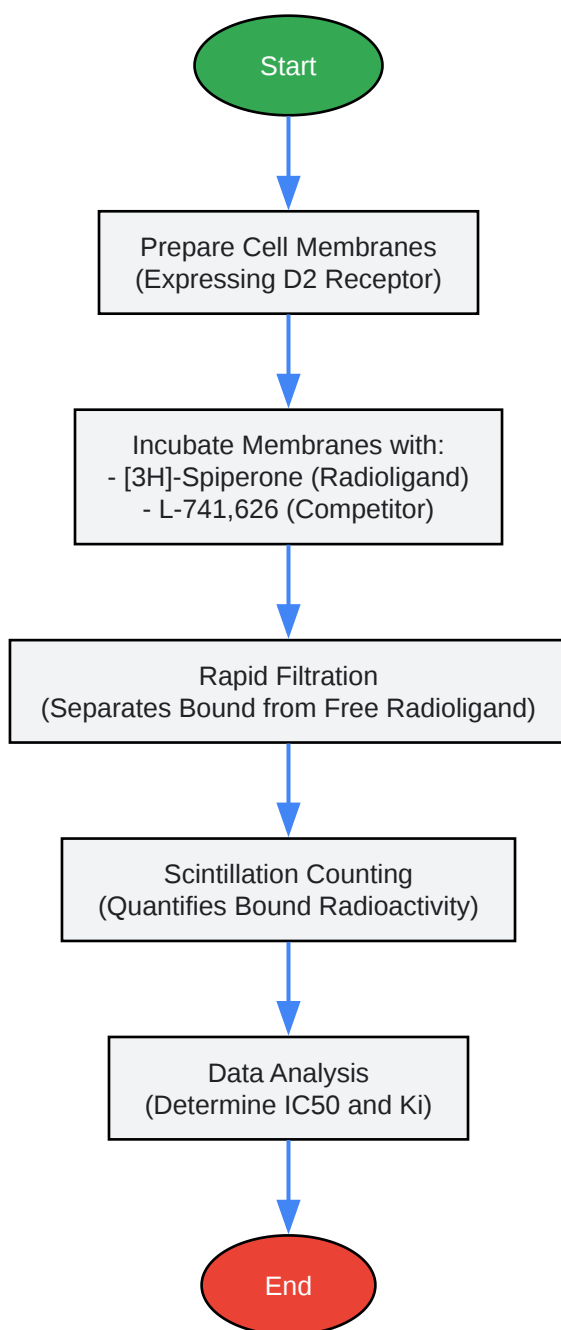 Start
Prepare Cell Membranes
(Expressing D2 Receptor)
Incubate Membranes with:
- [3H]-Spiperone (Radioligand)
- L-741,626 (Competitor)
Rapid Filtration
(Separates Bound from Free Radioligand)
Scintillation Counting
(Quantifies Bound Radioactivity)
Data Analysis
(Determine IC50 and Ki)
End